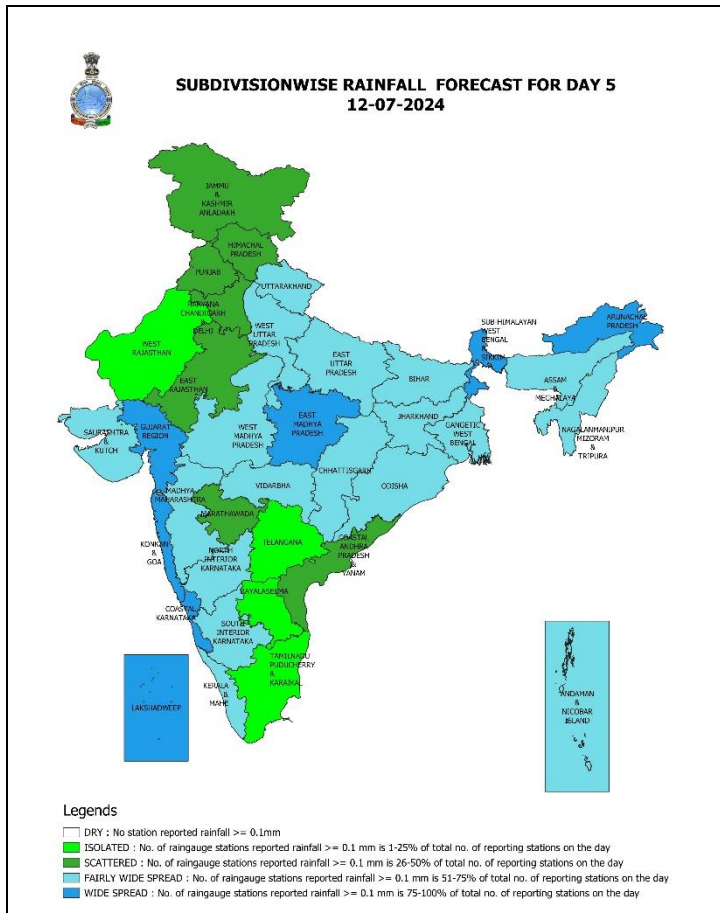 SUBDIVISIONWISE RAINFALL FORECAST FOR DAY 5
12-07-2024
JAMMU
&
KASHMIR
ANLADAKH
HIMACHAL
PRADESH
PUNJAB
UTTARAKHAND
HARYANA
CHANDIGARH
&
DELHI
WEST
UTTAR
PRADESH
WEST
RAJASTHAN
EAST
RAJASTHAN
EAST
UTTAR
PRADESH
BIHAR
SUB-HIMALAYAN
WEST
BENGAL
&
SIKKIM
ARUNACHAL
PRADESH
ASSAM
&
MEGHALAYA
NAGALANMANIPUR
MIZORAM
&
TRIPURA
SAURASHTRA
&
KUTCH
GUJARAT
REGION
WEST
MADHYA
PRADESH
EAST
MADHYA
PRADESH
JHARKHAND
GANGETIC
WEST
BENGAL
CHHATTISGARH
ODISHA
VIDARBHA
MADHYA
MAHARASHTRA
MARATHAWADA
KONKAN
&
GOA
TELANGANA
COASTAL
ANDHRA
PRADESH
&
YANAM
NORTH
INTERIOR
KARNATAKA
RAYALASEEMA
COASTAL
KARNATAKA
SOUTH
INTERIOR
KARNATAKA
TAMILNADU
PUDUCHERRY
&
KARAIKAL
KERALA
&
MAHE
LAKSHADWEEP
ANDAMAN
&
NICOBAR
ISLAND
Legends
DRY : No station reported rainfall >= 0.1mm
ISOLATED : No. of raingauge stations reported rainfall >= 0.1 mm is 1-25% of total no. of reporting stations on the day
SCATTERED : No. of raingauge stations reported rainfall >= 0.1 mm is 26-50% of total no. of reporting stations on the day
FAIRLY WIDE SPREAD : No. of raingauge stations reported rainfall >= 0.1 mm is 51-75% of total no. of reporting stations on the day
WIDE SPREAD : No. of raingauge stations reported rainfall >= 0.1 mm is 75-100% of total no. of reporting stations on the day